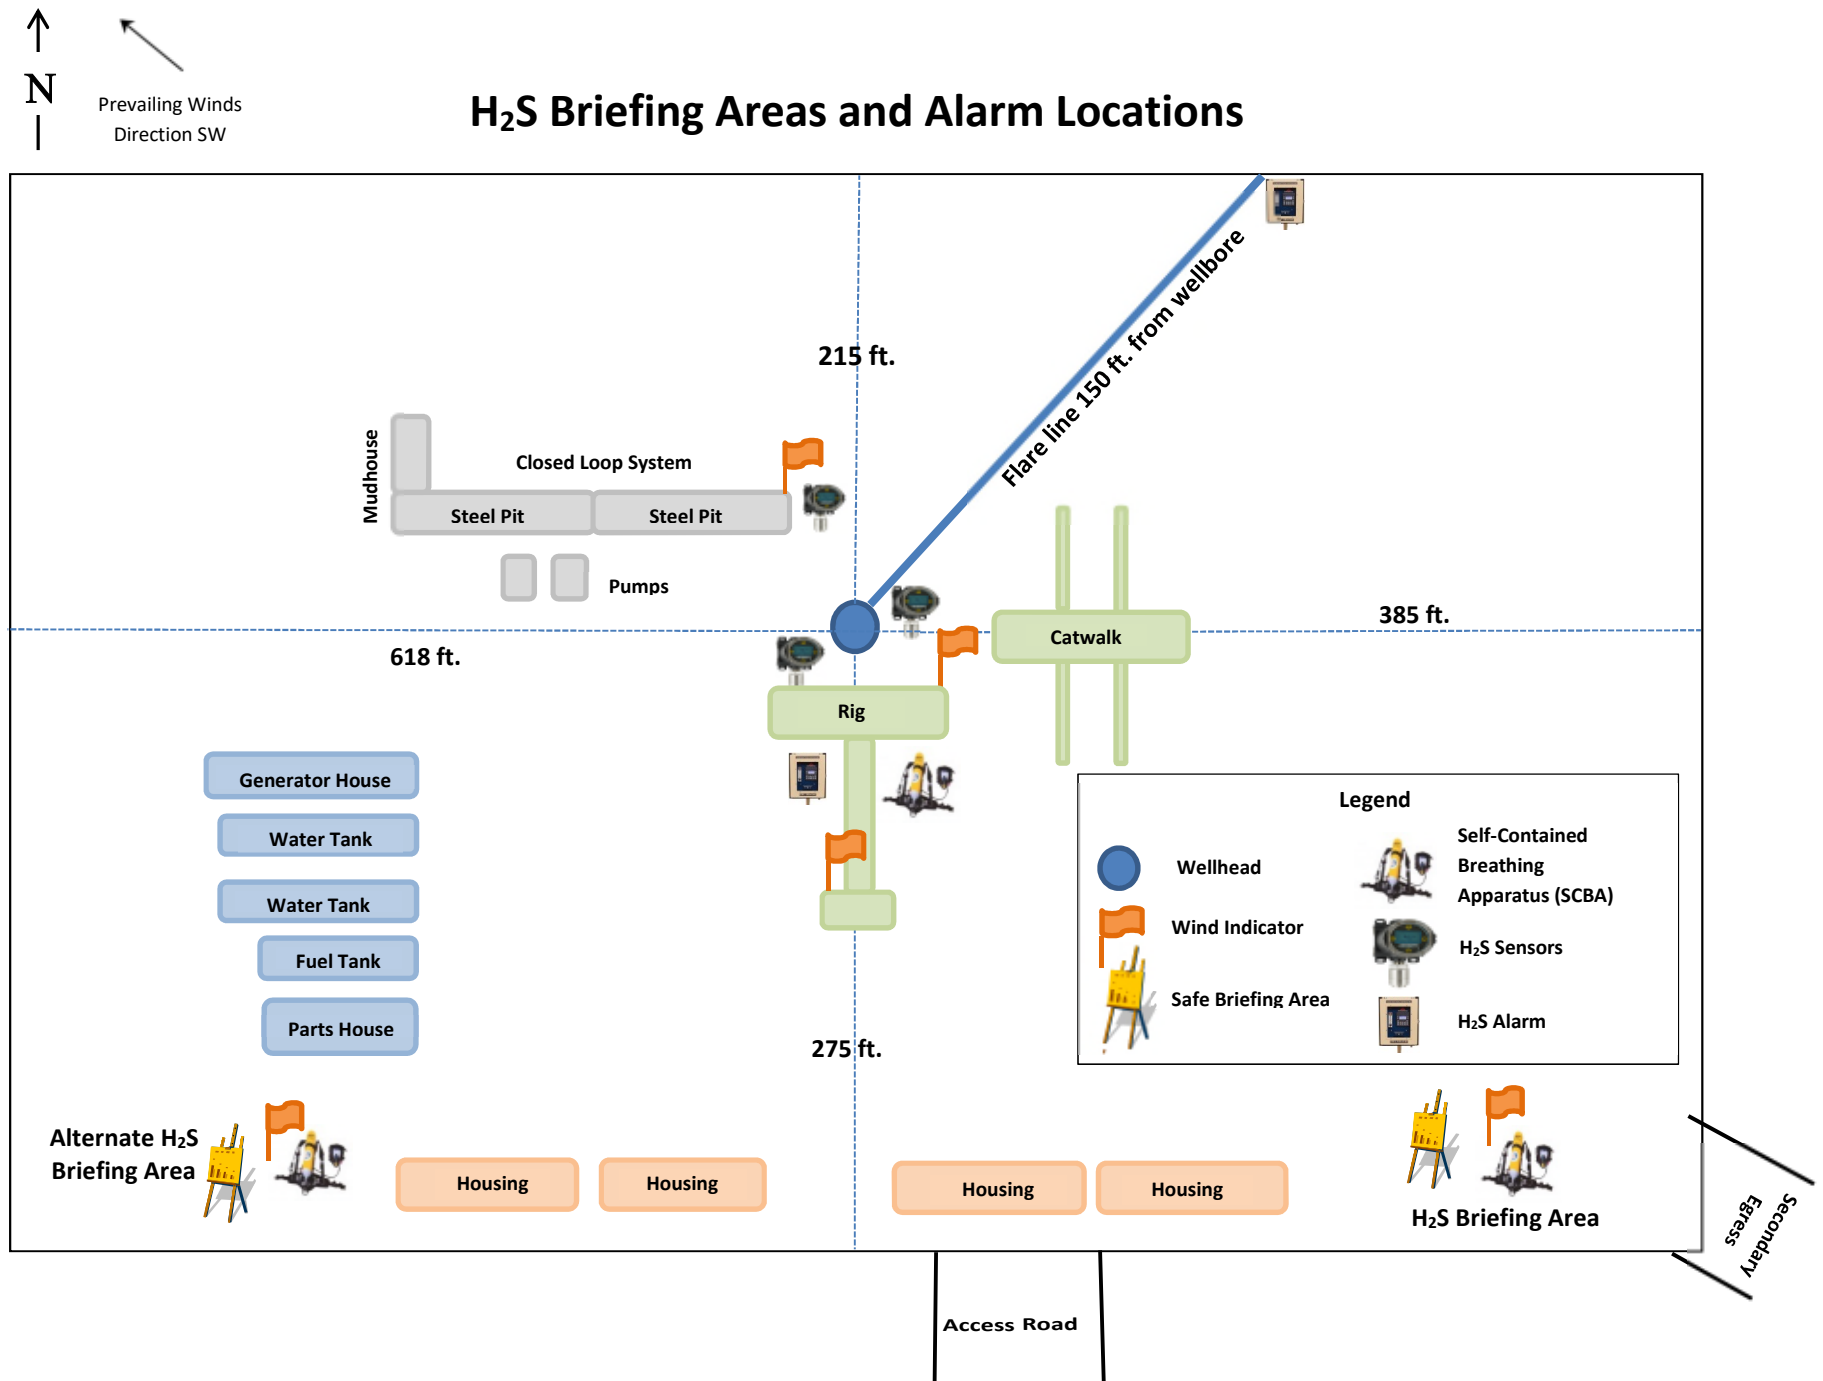 N
Prevailing Winds
Direction SW
H₂S Briefing Areas and Alarm Locations
215 ft.
Flare line 150 ft. from wellbore
Mudhouse
Closed Loop System
Steel Pit
Steel Pit
Pumps
Catwalk
385 ft.
618 ft.
Rig
Generator House
Water Tank
Water Tank
Fuel Tank
Parts House
Legend
Wellhead
Wind Indicator
Safe Briefing Area
Self-Contained
Breathing
Apparatus (SCBA)
H₂S Sensors
H₂S Alarm
275 ft.
Alternate H₂S
Briefing Area
Housing
Housing
Housing
Housing
H₂S Briefing Area
Secondary
Egress
Access Road